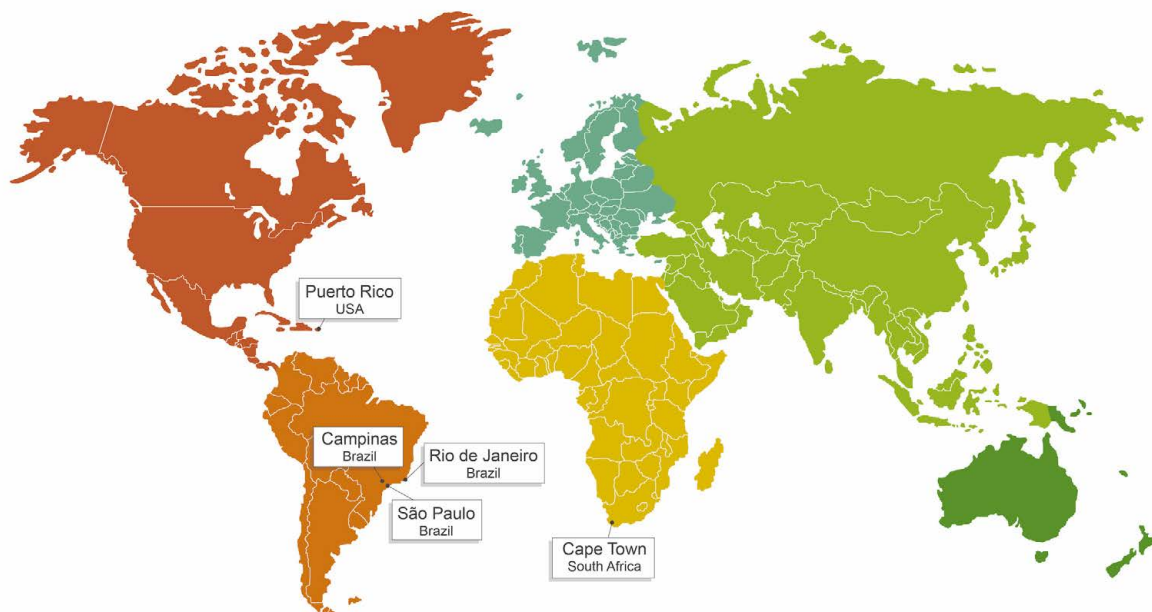 Puerto Rico
USA
Campinas
Brazil
Rio de Janeiro
Brazil
São Paulo
Brazil
Cape Town
South Africa